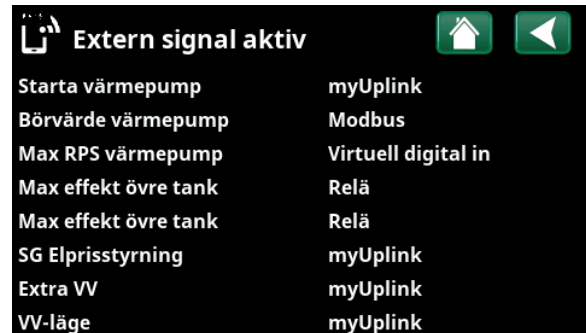 Extern signal aktiv
Starta värmepump myUplink
Börvärde värmepump Modbus
Max RPS värmepump Virtuell digital in
Max effekt övre tank Relä
Max effekt övre tank Relä
SG Elprisstyrning myUplink
Extra VV myUplink
VV-läge myUplink